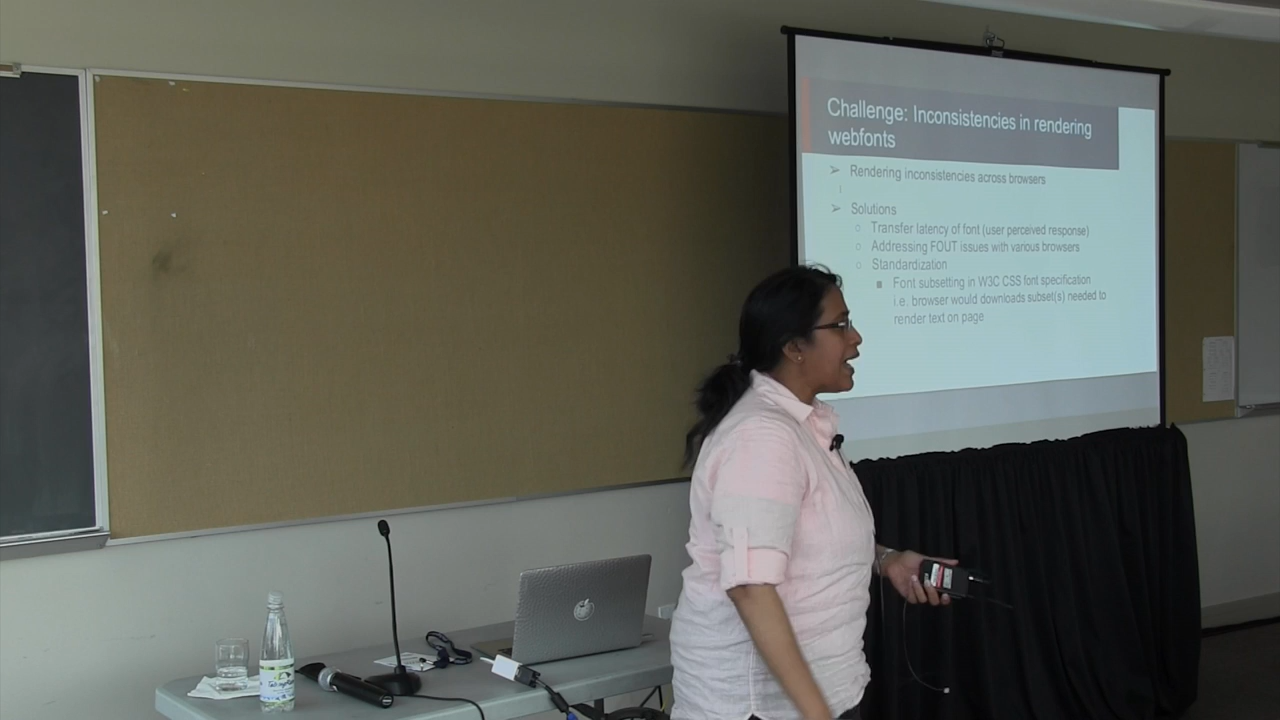 Challenge: Inconsistencies in rendering
webfonts
➢ Rendering inconsistencies across browsers
➢ Solutions
○ Transfer latency of font (user perceived response)
○ Addressing FOUT issues with various browsers
○ Standardization
■ Font subsetting in W3C CSS font specification
i.e. browser would downloads subset(s) needed to
render text on page